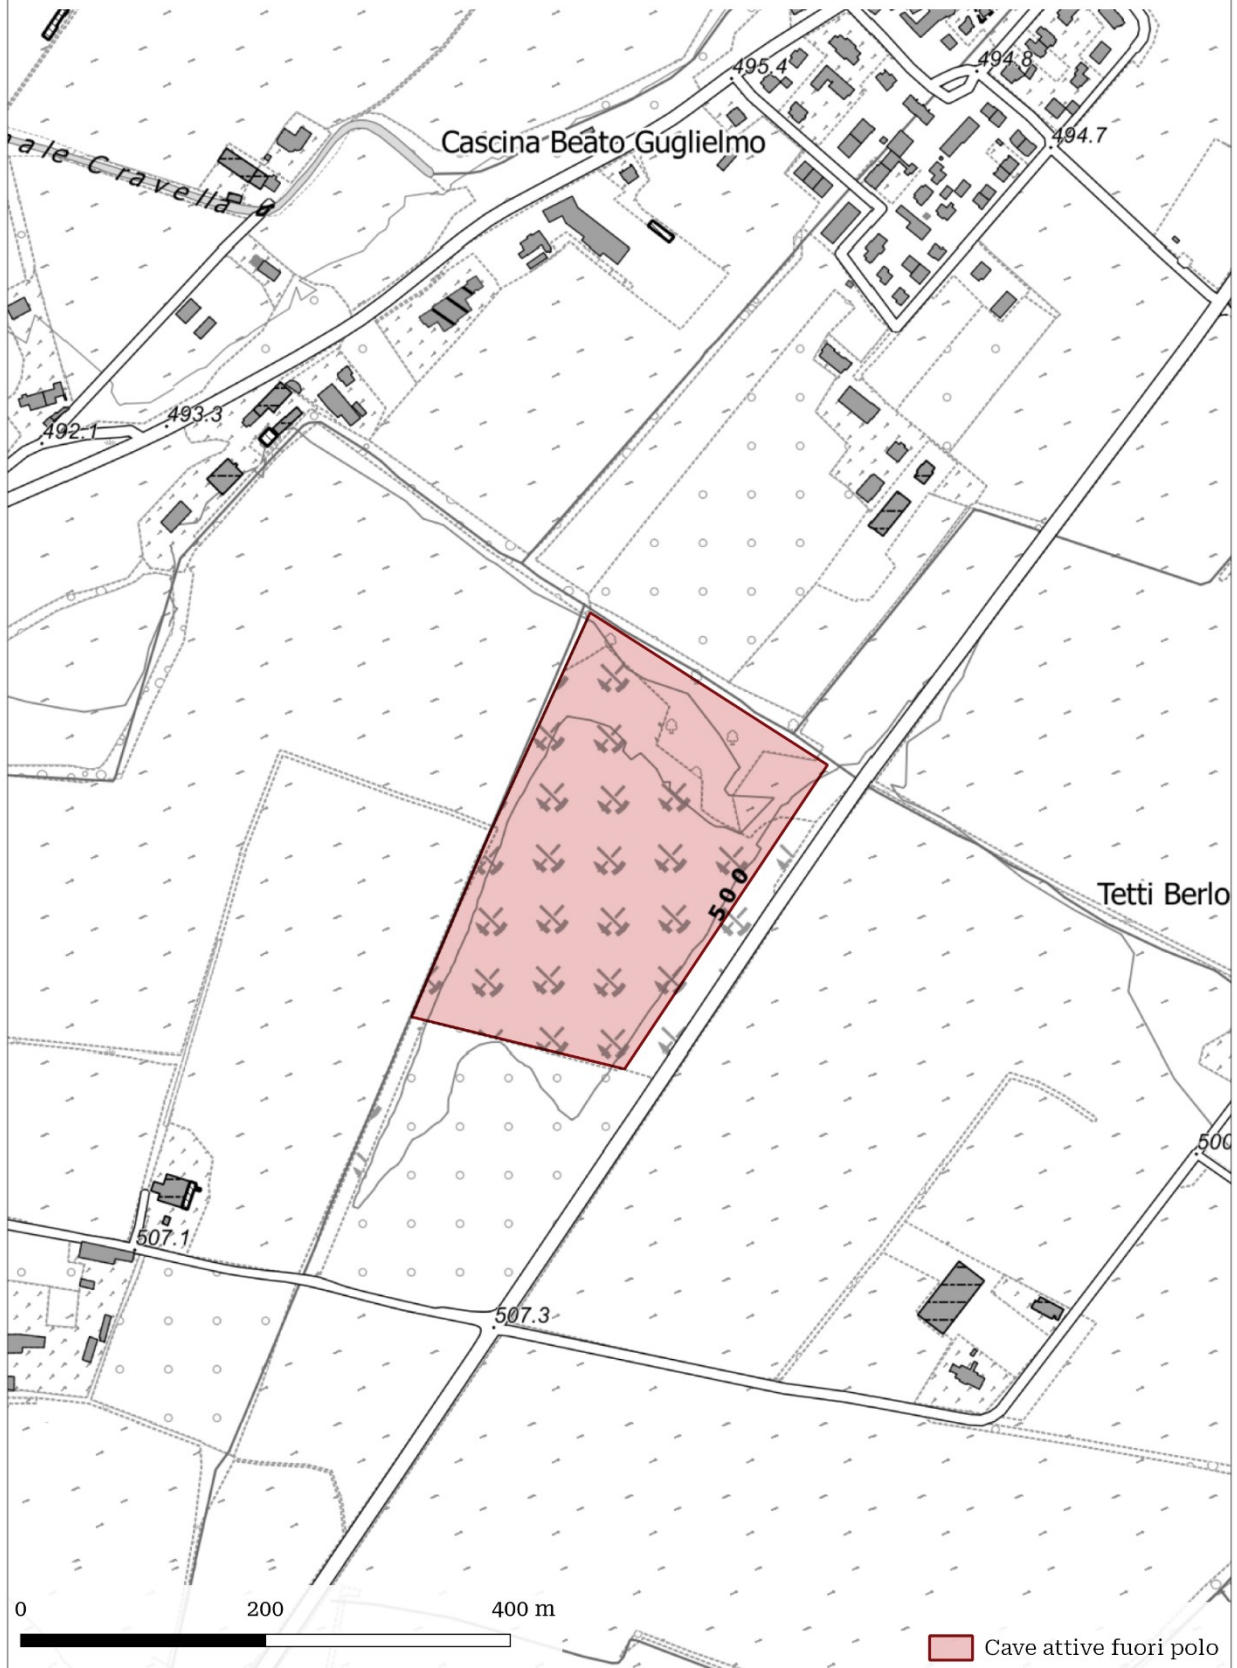 495.4
494.8
494.7
Cascina Beato Guglielmo
ale Cravella
493.3
492.1
500
Tetti Berlo
500
507.1
507.3
0 200 400 m
Cave attive fuori polo